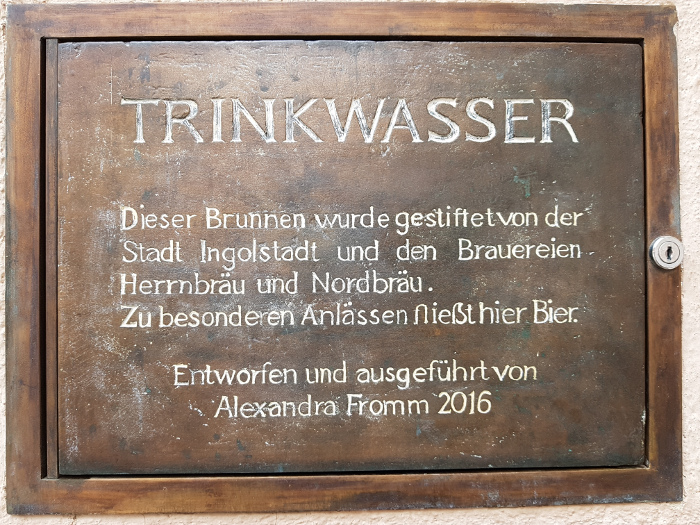 TRINKWASSER
Dieser Brunnen wurde gestiftet von der
Stadt Ingolstadt und den Brauereien
Herrnbräu und Nordbräu.
Zu besonderen Anlässen fließt hier Bier.
Entworfen und ausgeführt von
Alexandra Fromm 2016